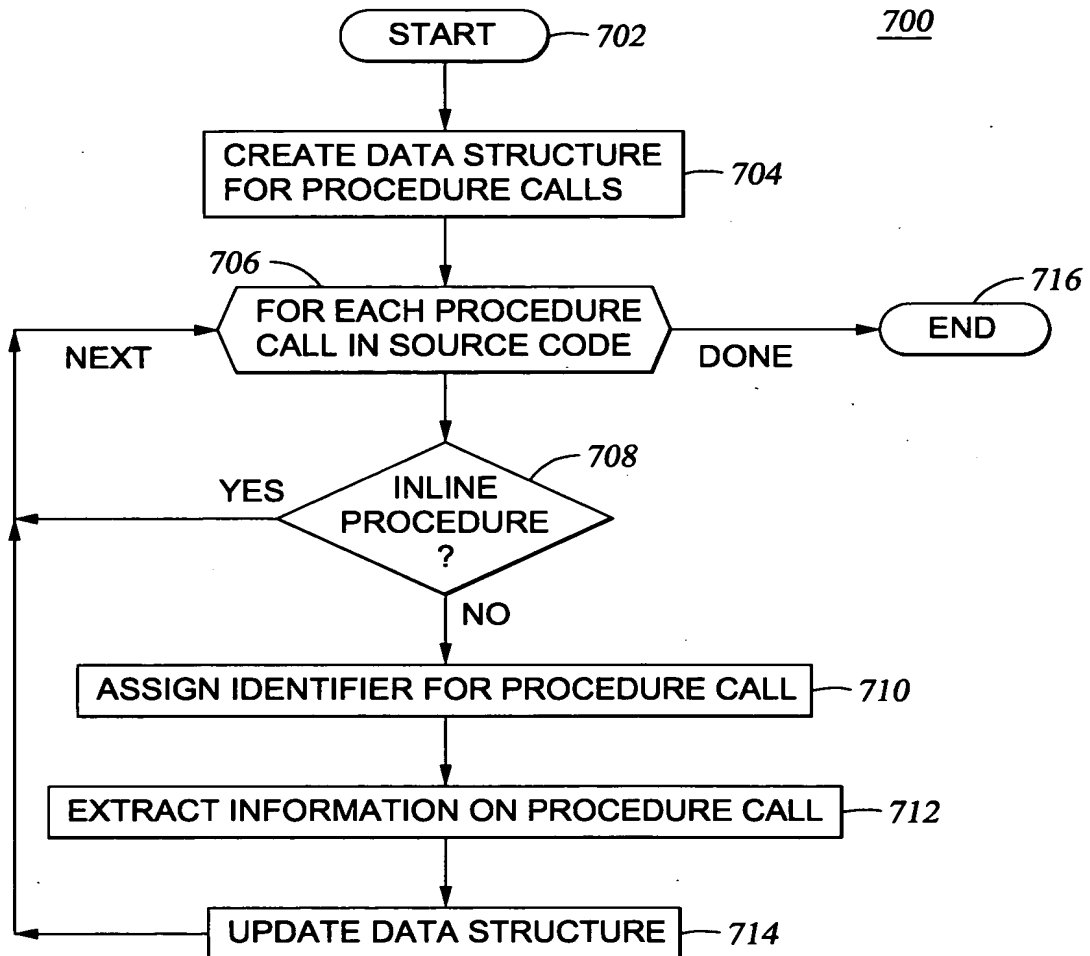 START
702
700
CREATE DATA STRUCTURE
FOR PROCEDURE CALLS
704
706
FOR EACH PROCEDURE
CALL IN SOURCE CODE
716
END
NEXT
DONE
708
YES
INLINE
PROCEDURE
?
NO
ASSIGN IDENTIFIER FOR PROCEDURE CALL
710
EXTRACT INFORMATION ON PROCEDURE CALL
712
UPDATE DATA STRUCTURE
714